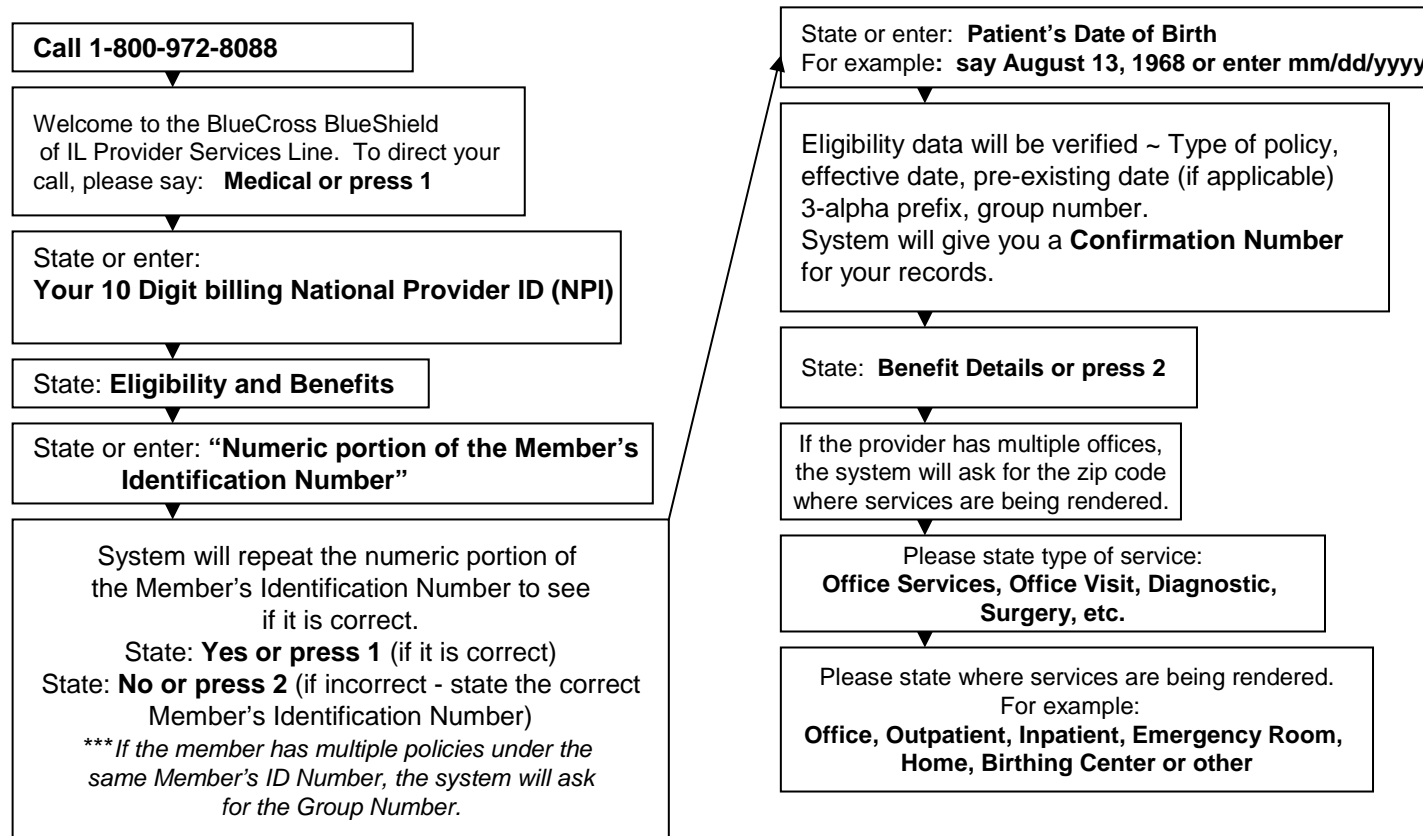 Call 1-800-972-8088
Welcome to the BlueCross BlueShield
of IL Provider Services Line. To direct your
call, please say: Medical or press 1
State or enter:
Your 10 Digit billing National Provider ID (NPI)
State: Eligibility and Benefits
State or enter: “Numeric portion of the Member’s
Identification Number”
System will repeat the numeric portion of
the Member’s Identification Number to see
if it is correct.
State: Yes or press 1 (if it is correct)
State: No or press 2 (if incorrect - state the correct
Member’s Identification Number)
***If the member has multiple policies under the
same Member’s ID Number, the system will ask
for the Group Number.
State or enter: Patient’s Date of Birth
For example: say August 13, 1968 or enter mm/dd/yyyy
Eligibility data will be verified ~ Type of policy,
effective date, pre-existing date (if applicable)
3-alpha prefix, group number.
System will give you a Confirmation Number
for your records.
State: Benefit Details or press 2
If the provider has multiple offices,
the system will ask for the zip code
where services are being rendered.
Please state type of service:
Office Services, Office Visit, Diagnostic,
Surgery, etc.
Please state where services are being rendered.
For example:
Office, Outpatient, Inpatient, Emergency Room,
Home, Birthing Center or other